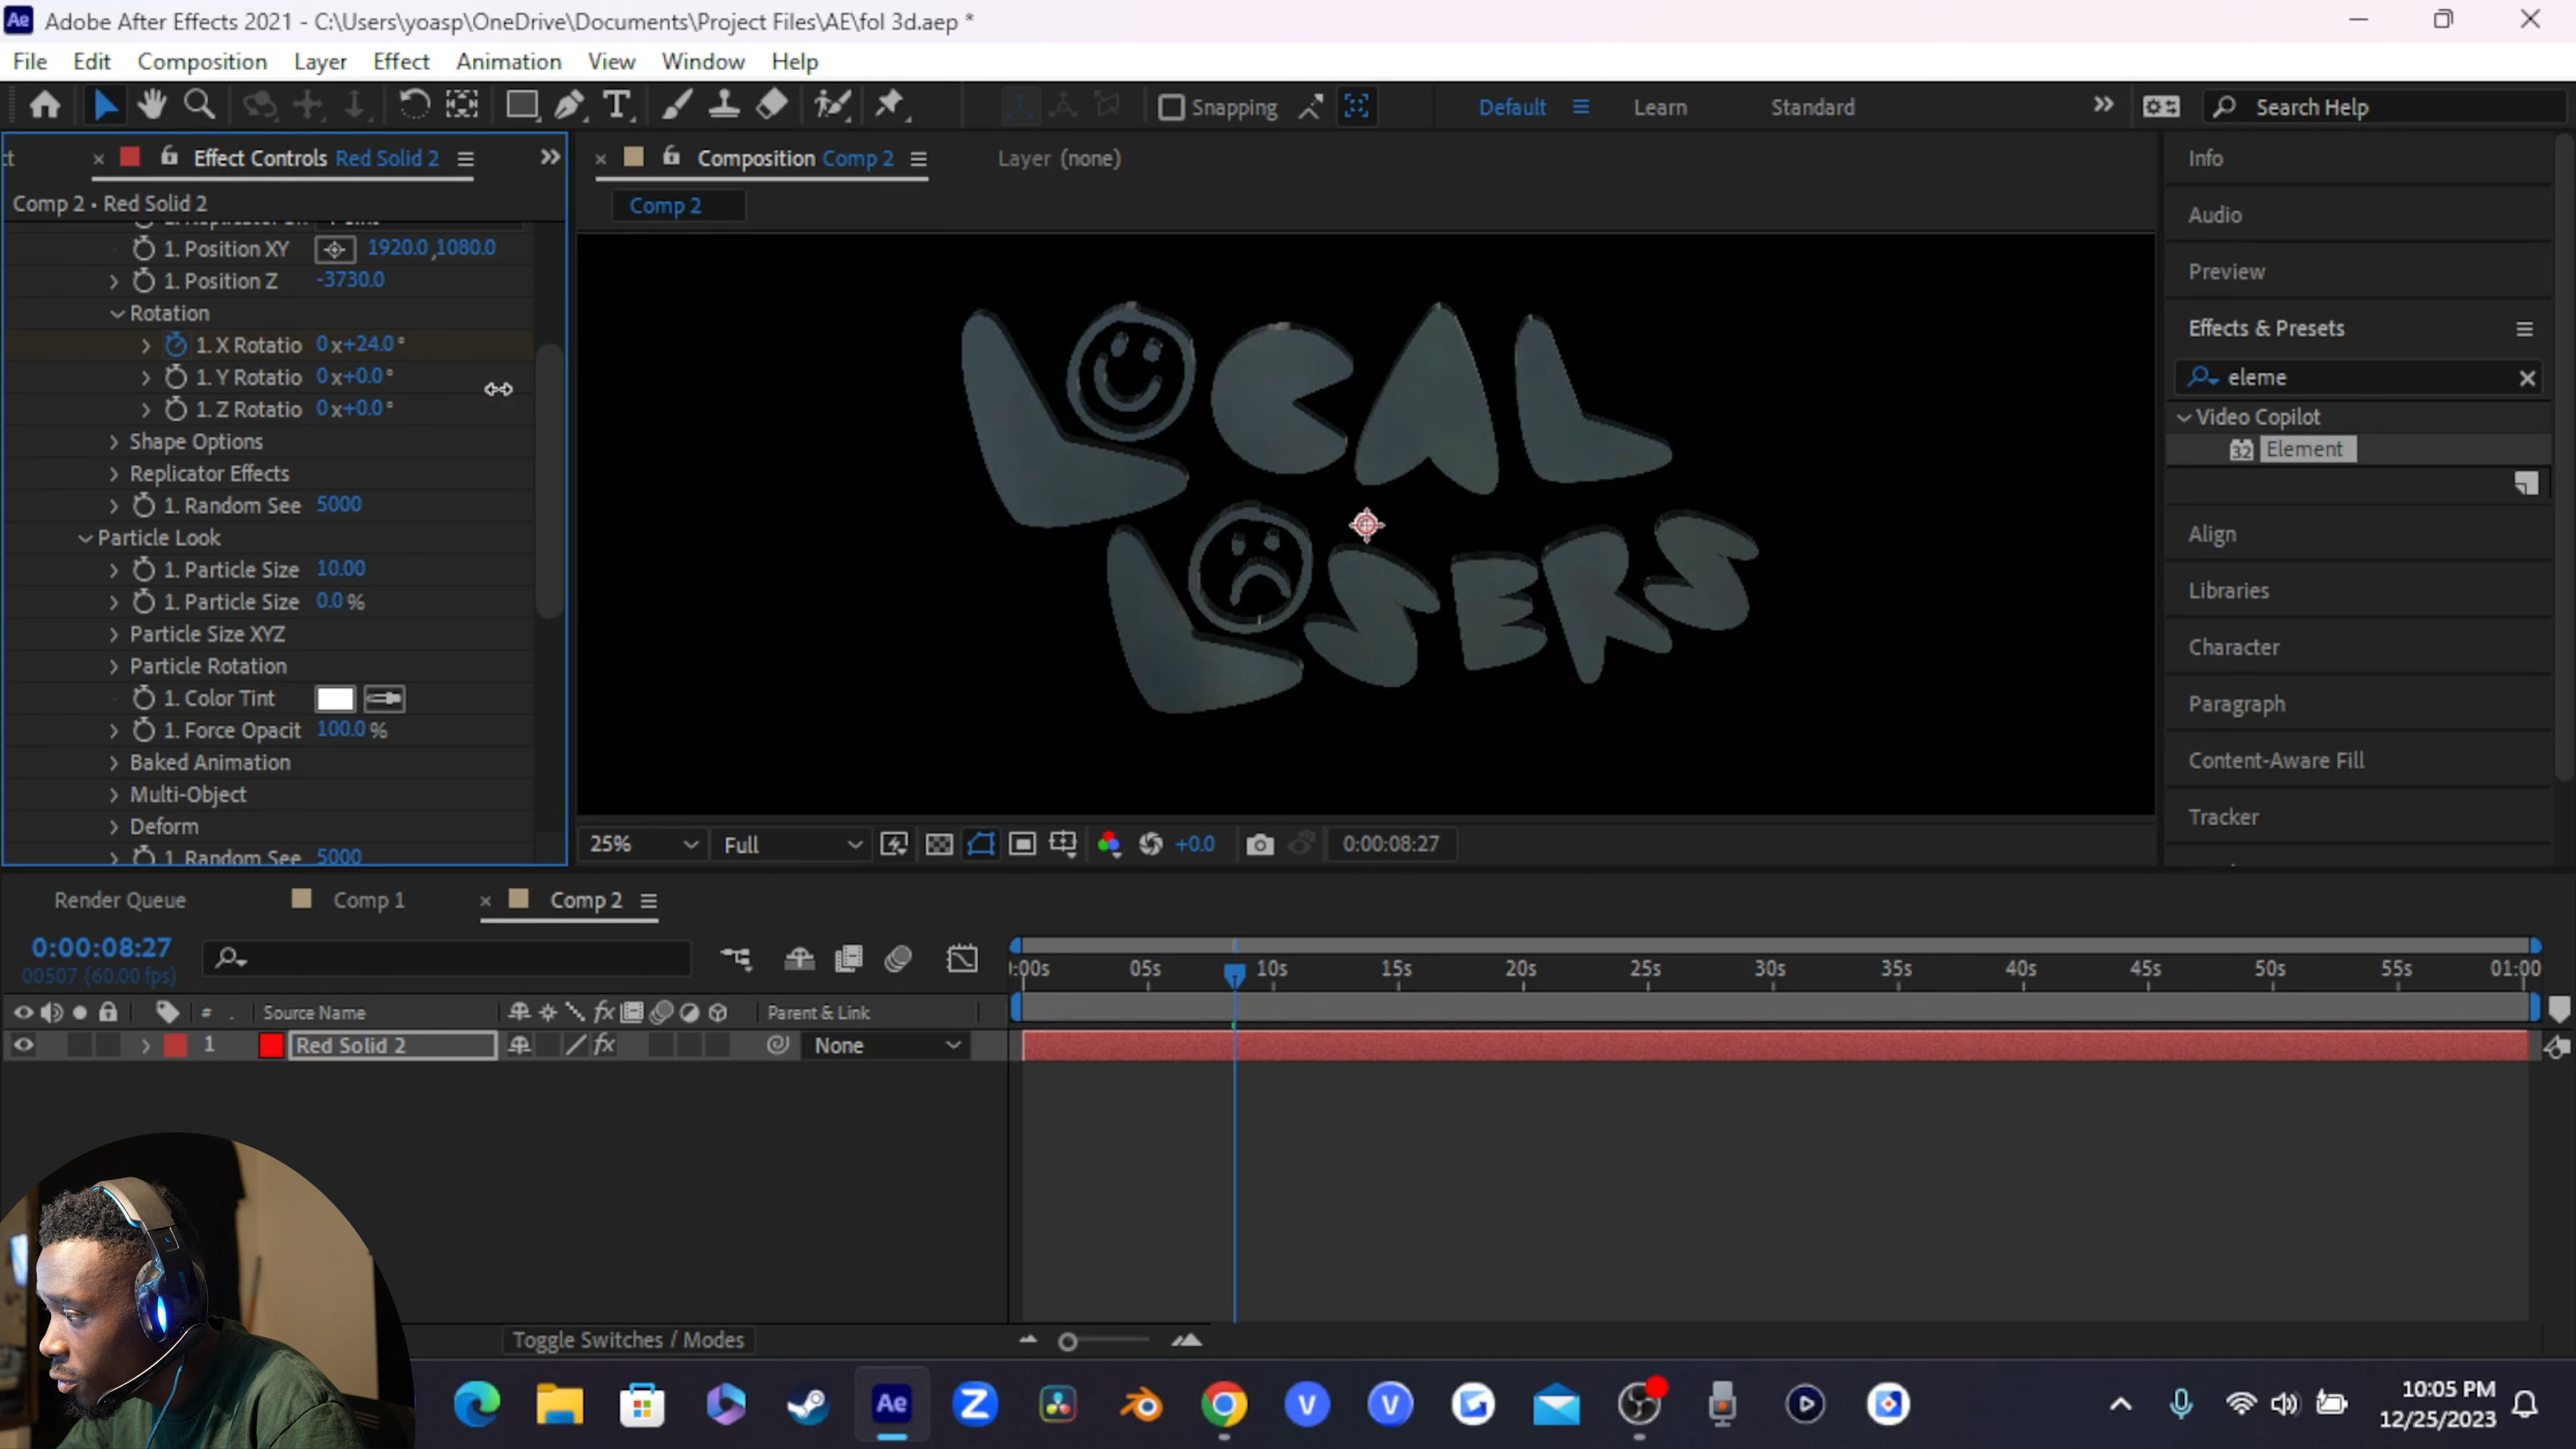 Adobe After Effects 2021 - C:\Users\yoasp\OneDrive\Documents\Project Files\AE\fol 3d.aep *
File Edit Composition Layer Effect Animation View Window Help
Snapping Default Learn Standard Search Help
Effect Controls Red Solid 2
Composition Comp 2 Layer (none)
Comp 2 • Red Solid 2
Comp 2
1. Position XY 1920.0,1080.0
1. Position Z -3730.0
Rotation
1. X Rotatio 0x+24.0°
1. Y Rotatio 0x+0.0°
1. Z Rotatio 0x+0.0°
Shape Options
Replicator Effects
1. Random See 5000
Particle Look
1. Particle Size 10.00
1. Particle Size 0.0%
Particle Size XYZ
Particle Rotation
1. Color Tint
1. Force Opacit 100.0%
Baked Animation
Multi-Object
Deform
1. Random See 5000
LOCAL
LOSERS
25% Full +0.0 0:00:08:27
Info
Audio
Preview
Effects & Presets
eleme
Video Copilot
32 Element
Align
Libraries
Character
Paragraph
Content-Aware Fill
Tracker
Render Queue Comp 1 Comp 2
0:00:08:27
00507 (60.00 fps)
:00s 05s 10s 15s 20s 25s 30s 35s 40s 45s 50s 55s 01:00
# . Source Name fx Parent & Link
1 Red Solid 2 fx None
Toggle Switches / Modes
Ae Z V V
10:05 PM
12/25/2023